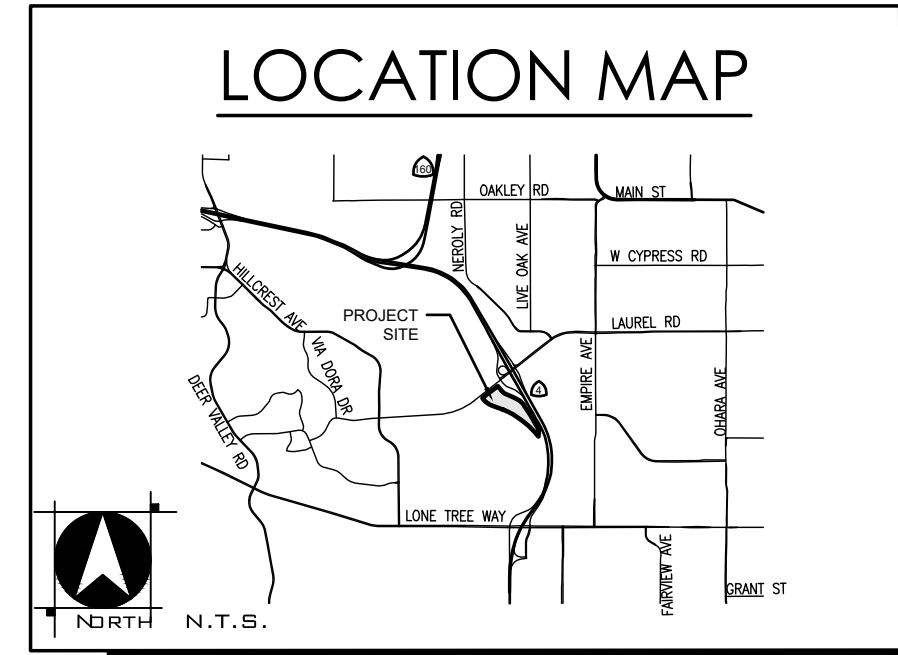 LOCATION MAP
160
OAKLEY RD
MAIN ST
NEROLY RD
LIVE OAK AVE
W CYPRESS RD
HILLCREST AVE
PROJECT
SITE
LAUREL RD
VIA DORA DR
DEER VALLEY RD
4
EMPIRE AVE
OHARA AVE
LONE TREE WAY
FAIRVIEW AVE
GRANT ST
NORTH
N.T.S.